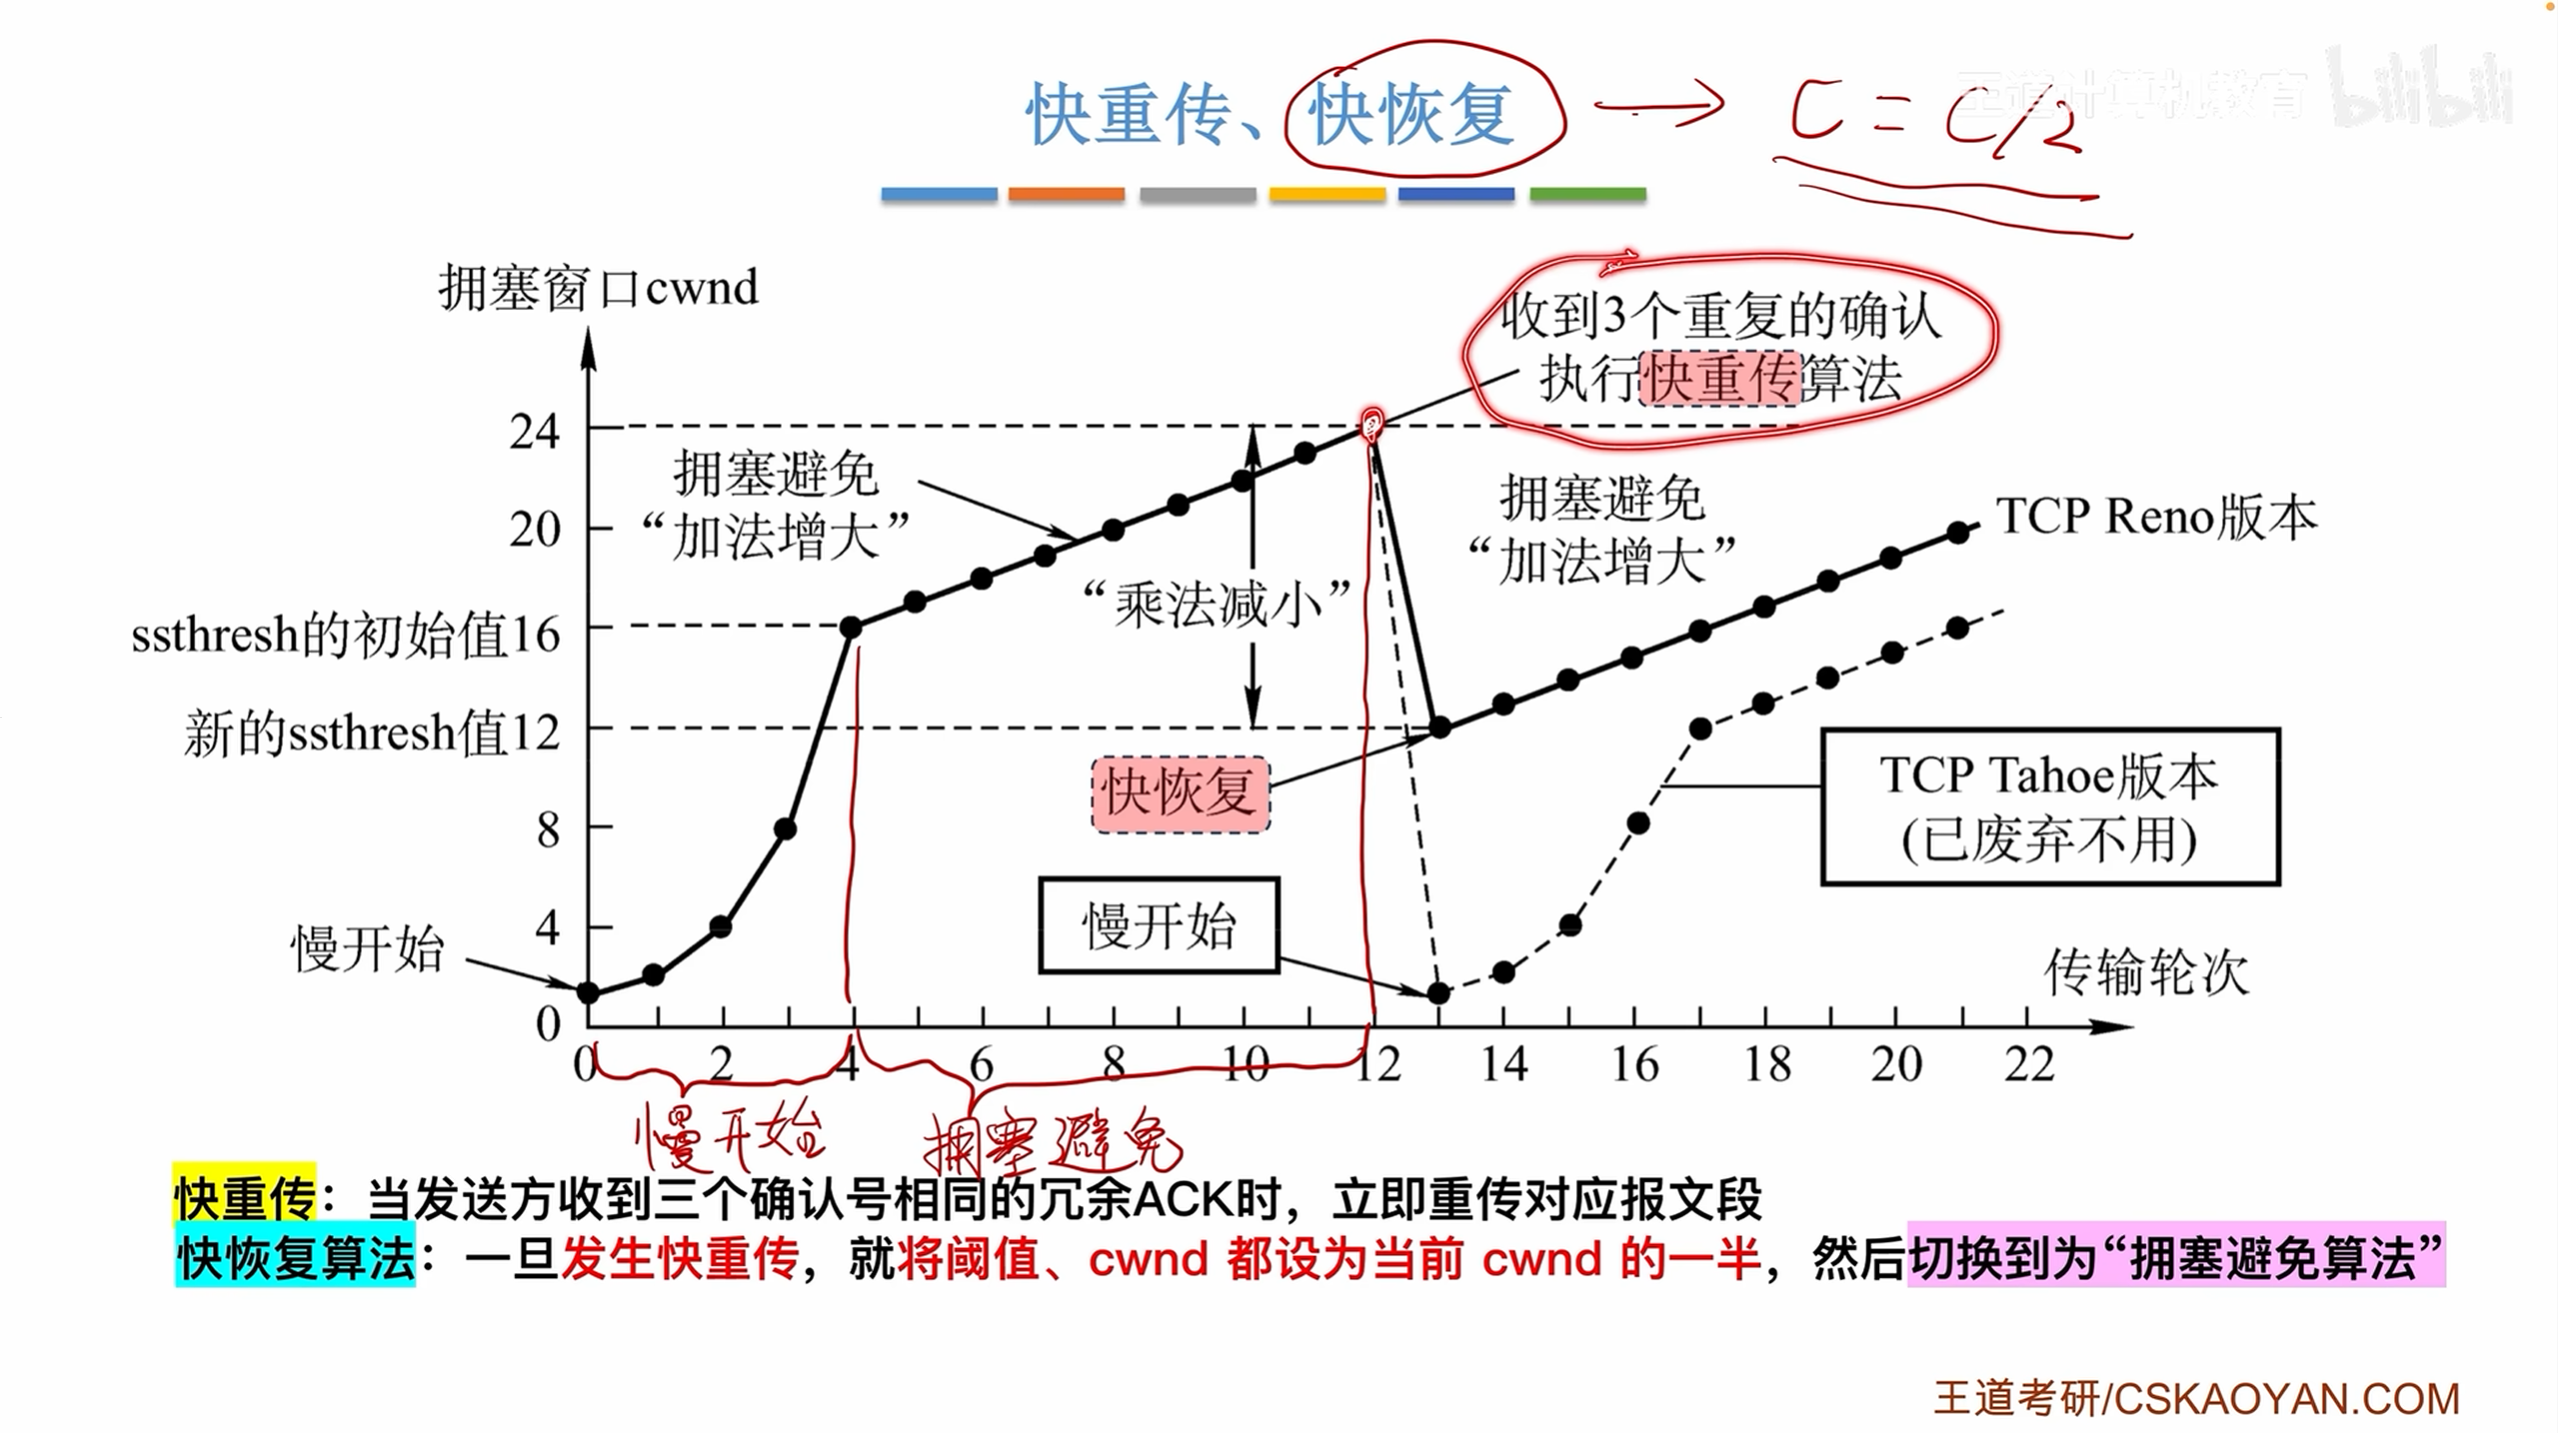 快重传、快恢复 → C = C/2
王道计算机教育 bilibili
拥塞窗口cwnd
收到3个重复的确认
执行快重传算法
24
拥塞避免
“加法增大”
20
“乘法减小”
拥塞避免
“加法增大”
TCP Reno版本
ssthresh的初始值16
新的ssthresh值12
快恢复
TCP Tahoe版本
(已废弃不用)
8
4
慢开始
慢开始
传输轮次
0
0 2 4 6 8 10 12 14 16 18 20 22
慢开始 拥塞避免
快重传：当发送方收到三个确认号相同的冗余ACK时，立即重传对应报文段
快恢复算法：一旦发生快重传，就将阈值、cwnd 都设为当前 cwnd 的一半，然后切换到为“拥塞避免算法”
王道考研/CSKAOYAN.COM